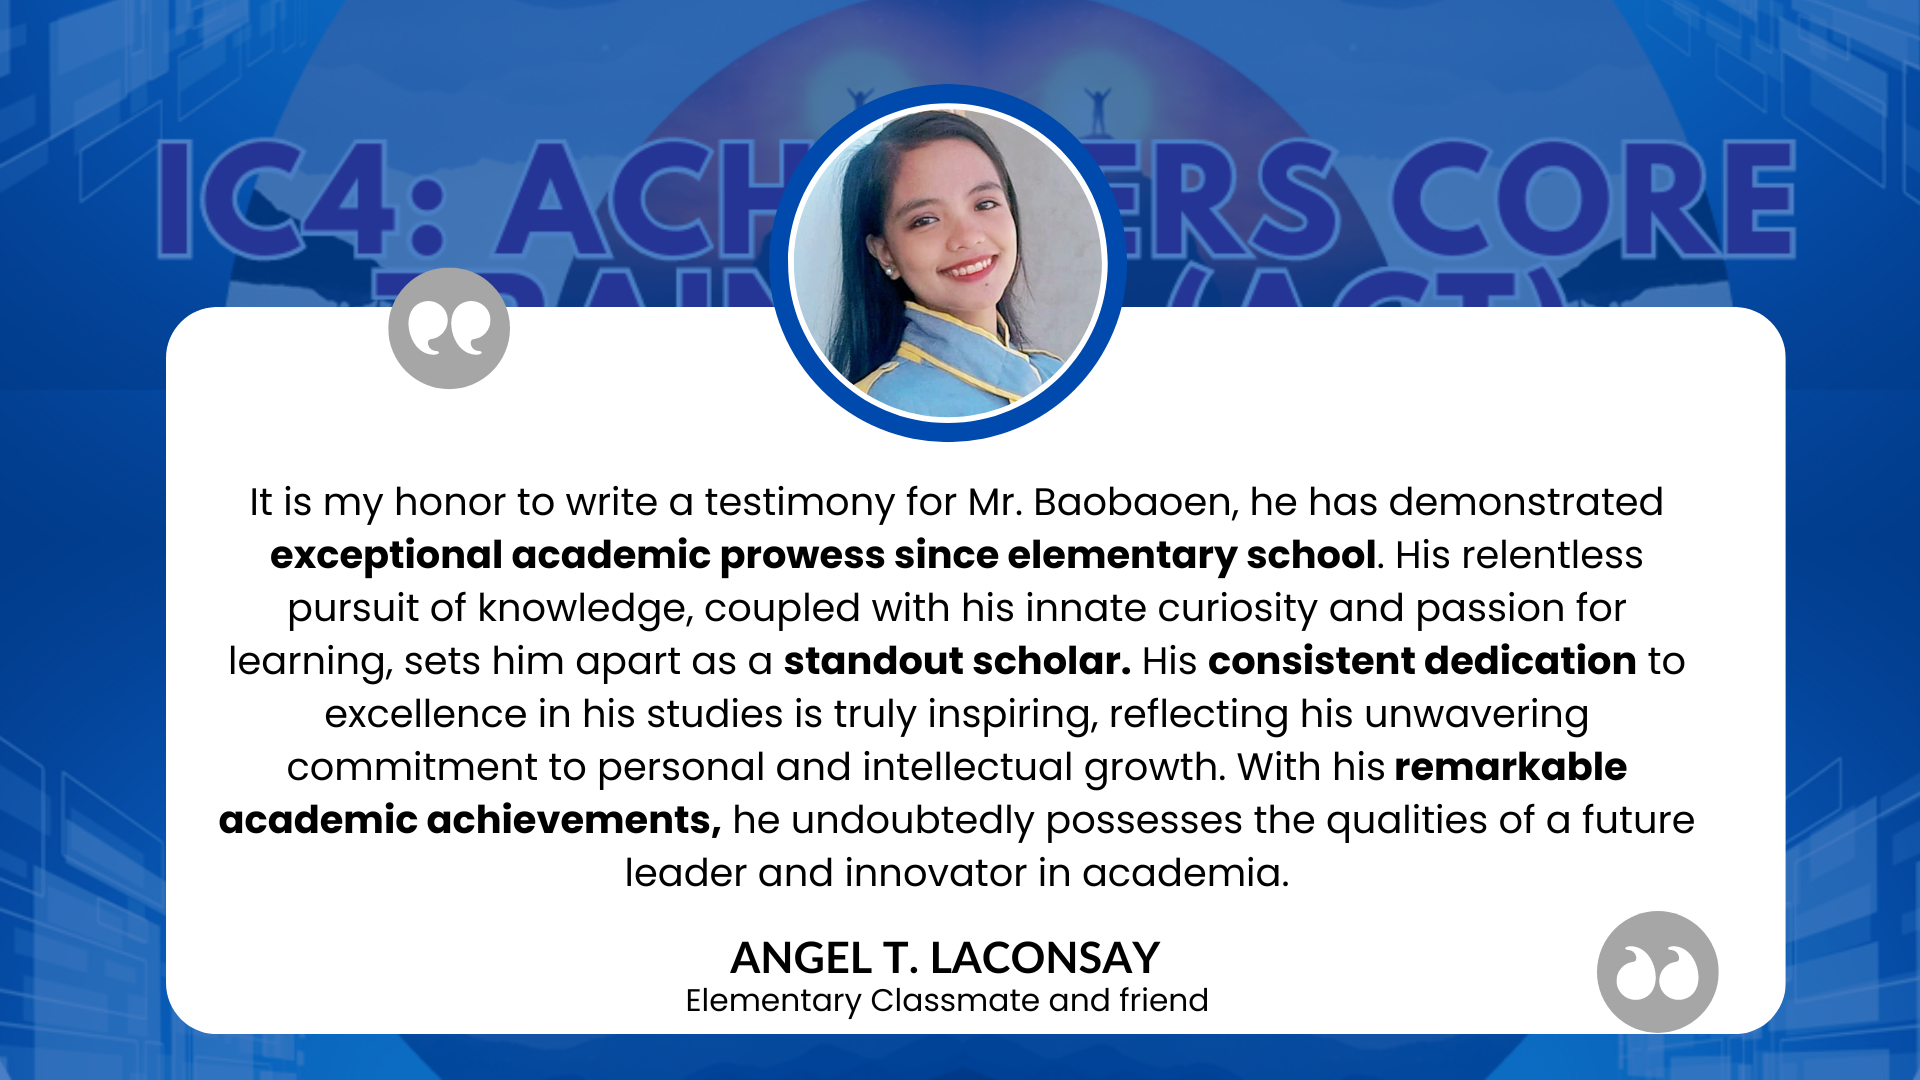 IC4: ACH ERS CORE
(ACT)
It is my honor to write a testimony for Mr. Baobaoen, he has demonstrated
exceptional academic prowess since elementary school. His relentless
pursuit of knowledge, coupled with his innate curiosity and passion for
learning, sets him apart as a standout scholar. His consistent dedication to
excellence in his studies is truly inspiring, reflecting his unwavering
commitment to personal and intellectual growth. With his remarkable
academic achievements, he undoubtedly possesses the qualities of a future
leader and innovator in academia.
ANGEL T. LACONSAY
Elementary Classmate and friend